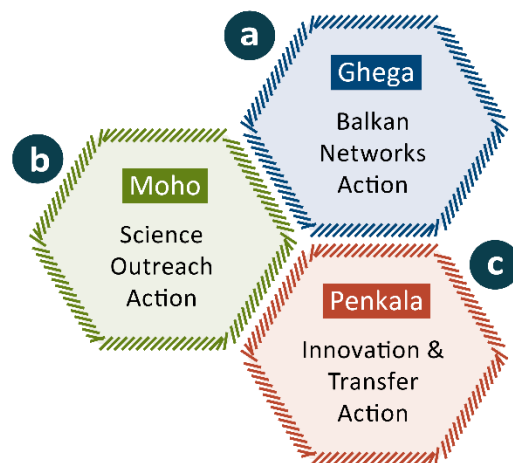 a
Ghega
Balkan
Networks
Action
b
Moho
Science
Outreach
Action
c
Penkala
Innovation &
Transfer
Action